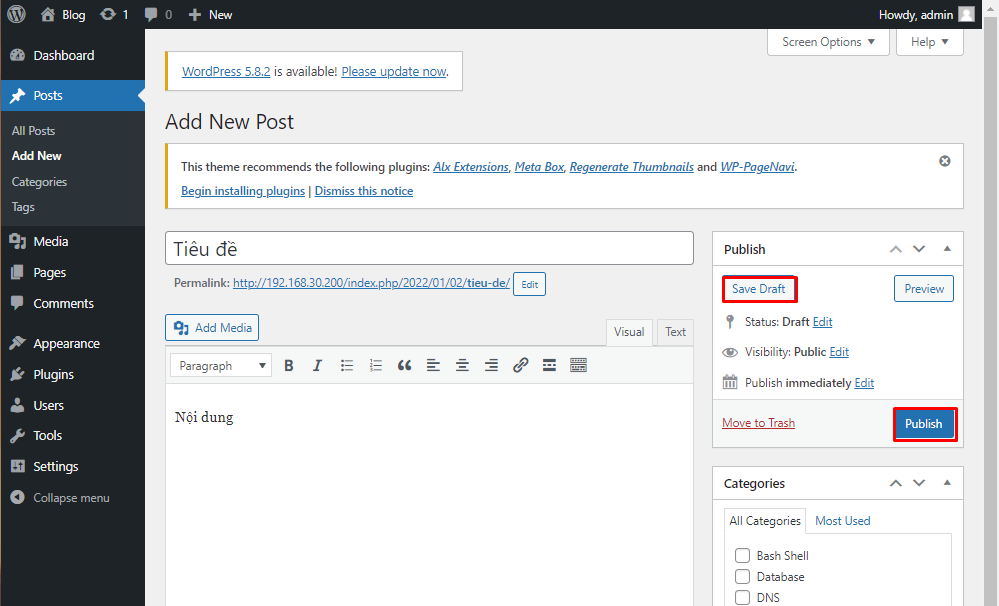 Blog 1 0 New Howdy, admin
Screen Options Help
Dashboard
Posts
All Posts
Add New
Categories
Tags
Media
Pages
Comments
Appearance
Plugins
Users
Tools
Settings
Collapse menu
WordPress 5.8.2 is available! Please update now.
Add New Post
This theme recommends the following plugins: Alx Extensions, Meta Box, Regenerate Thumbnails and WP-PageNavi.
Begin installing plugins | Dismiss this notice
Tiêu đề
Permalink: http://192.168.30.200/index.php/2022/01/02/tieu-de/ Edit
Add Media
Visual Text
Paragraph B I
Nội dung
Publish
Save Draft Preview
Status: Draft Edit
Visibility: Public Edit
Publish immediately Edit
Move to Trash Publish
Categories
All Categories Most Used
Bash Shell
Database
DNS